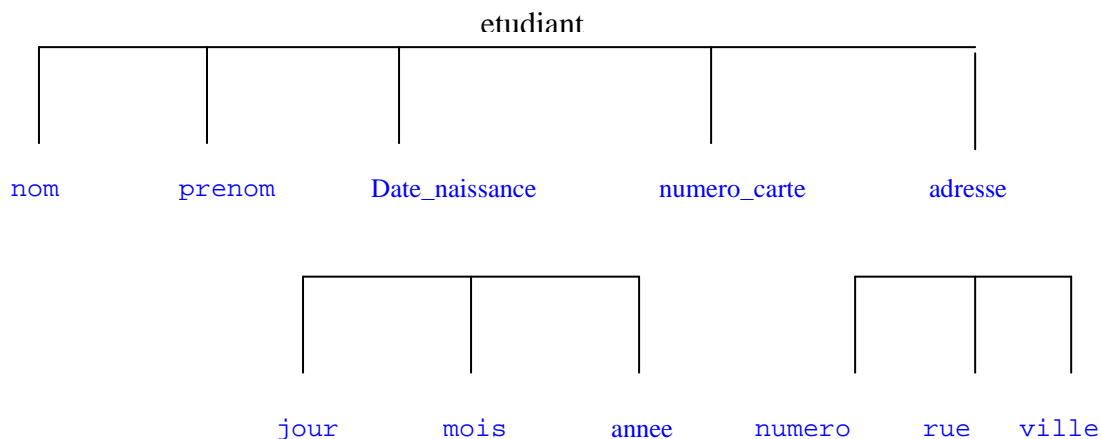 etudiant
nom prenom Date_naissance numero_carte adresse
jour mois annee numero rue ville